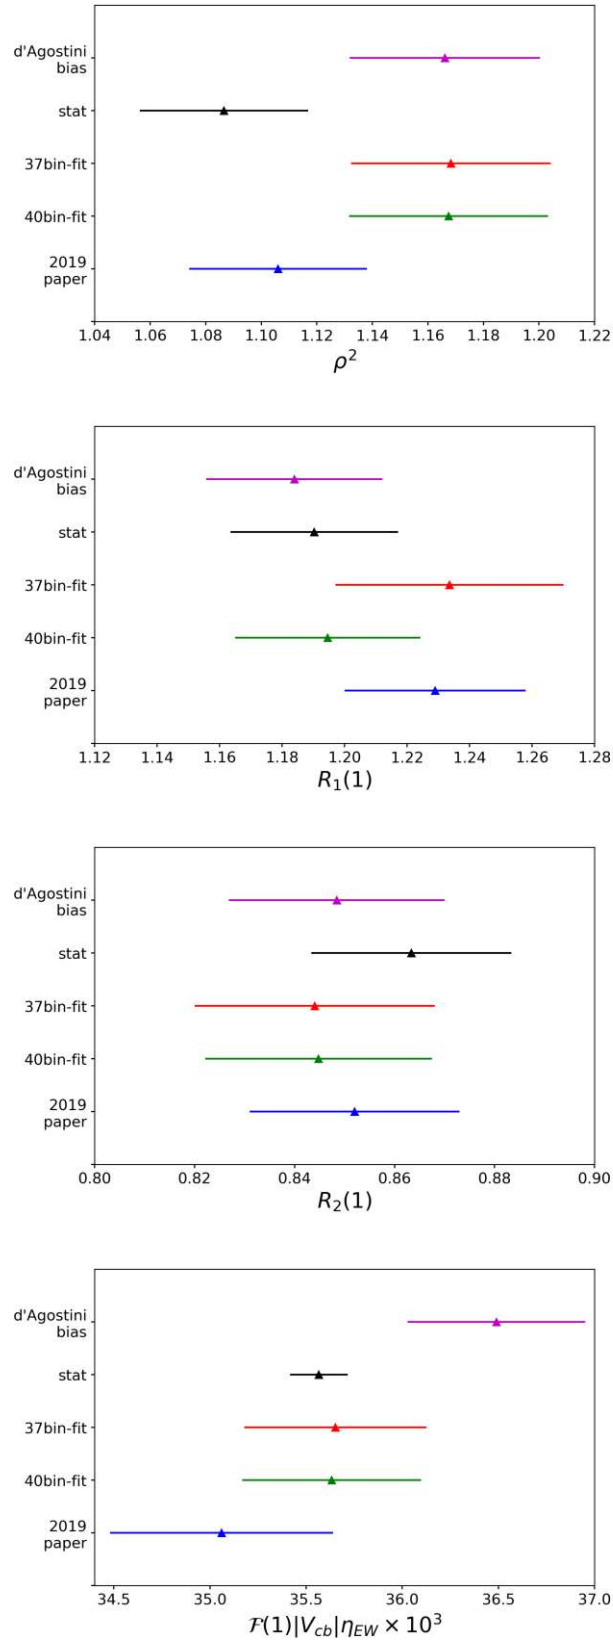 d'Agostini
bias
stat
37bin-fit
40bin-fit
2019
paper
1.04 1.06 1.08 1.10 1.12 1.14 1.16 1.18 1.20 1.22
ρ²
d'Agostini
bias
stat
37bin-fit
40bin-fit
2019
paper
1.12 1.14 1.16 1.18 1.20 1.22 1.24 1.26 1.28
R₁(1)
d'Agostini
bias
stat
37bin-fit
40bin-fit
2019
paper
0.80 0.82 0.84 0.86 0.88 0.90
R₂(1)
d'Agostini
bias
stat
37bin-fit
40bin-fit
2019
paper
34.5 35.0 35.5 36.0 36.5 37.0
ℱ(1)|V_cb|η_EW × 10³